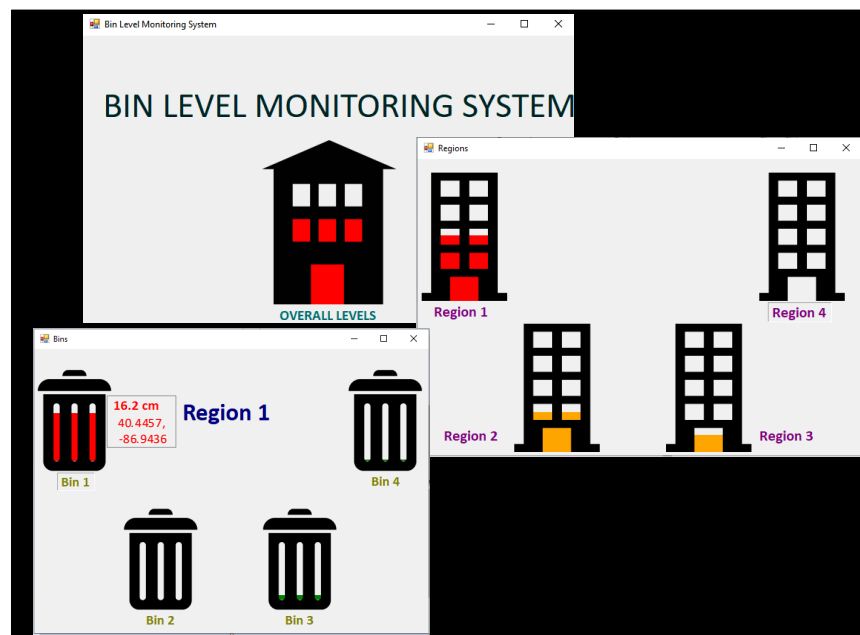 Bin Level Monitoring System
BIN LEVEL MONITORING SYSTEM
OVERALL LEVELS
Regions
Region 1
Region 4
Region 2
Region 3
Bins
16.2 cm
40.4457,
-86.9436
Region 1
Bin 1
Bin 4
Bin 2
Bin 3